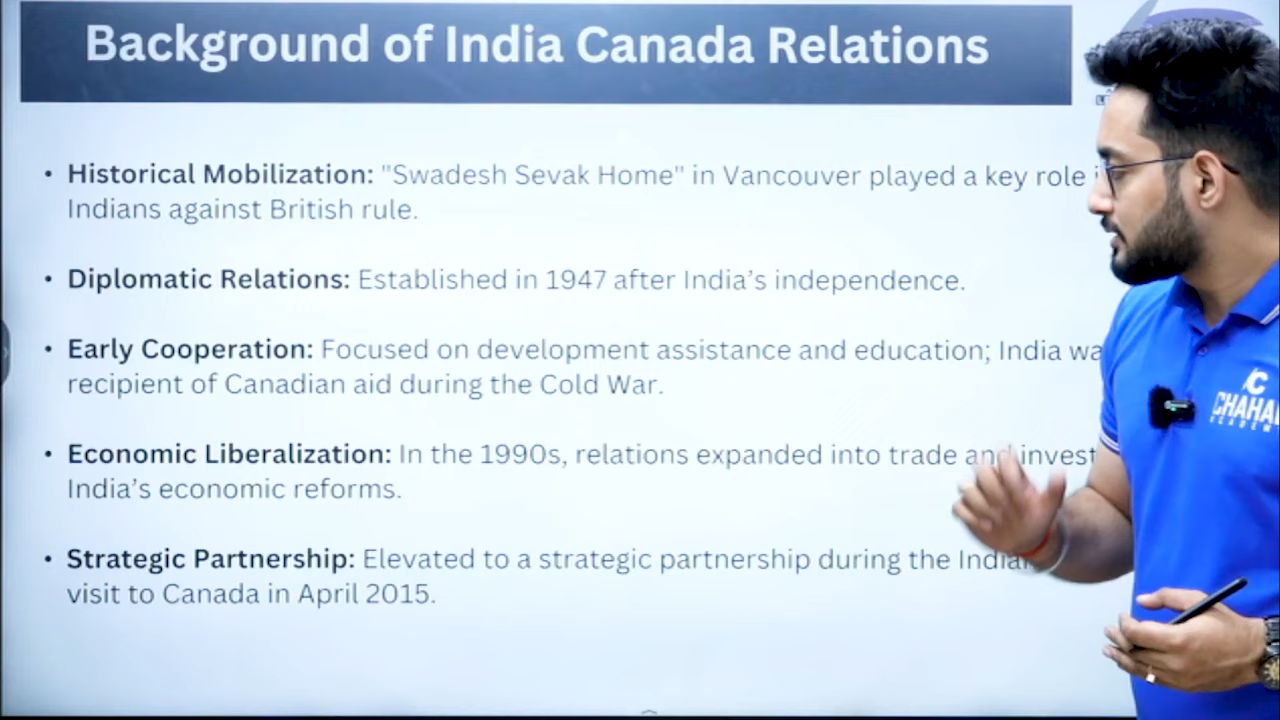 Background of India Canada Relations
• Historical Mobilization: "Swadesh Sevak Home" in Vancouver played a key role
Indians against British rule.
• Diplomatic Relations: Established in 1947 after India's independence.
• Early Cooperation: Focused on development assistance and education; India wa
recipient of Canadian aid during the Cold War.
• Economic Liberalization: In the 1990s, relations expanded into trade and invest
India's economic reforms.
• Strategic Partnership: Elevated to a strategic partnership during the Indian
visit to Canada in April 2015.
CHAHA
ACADEM